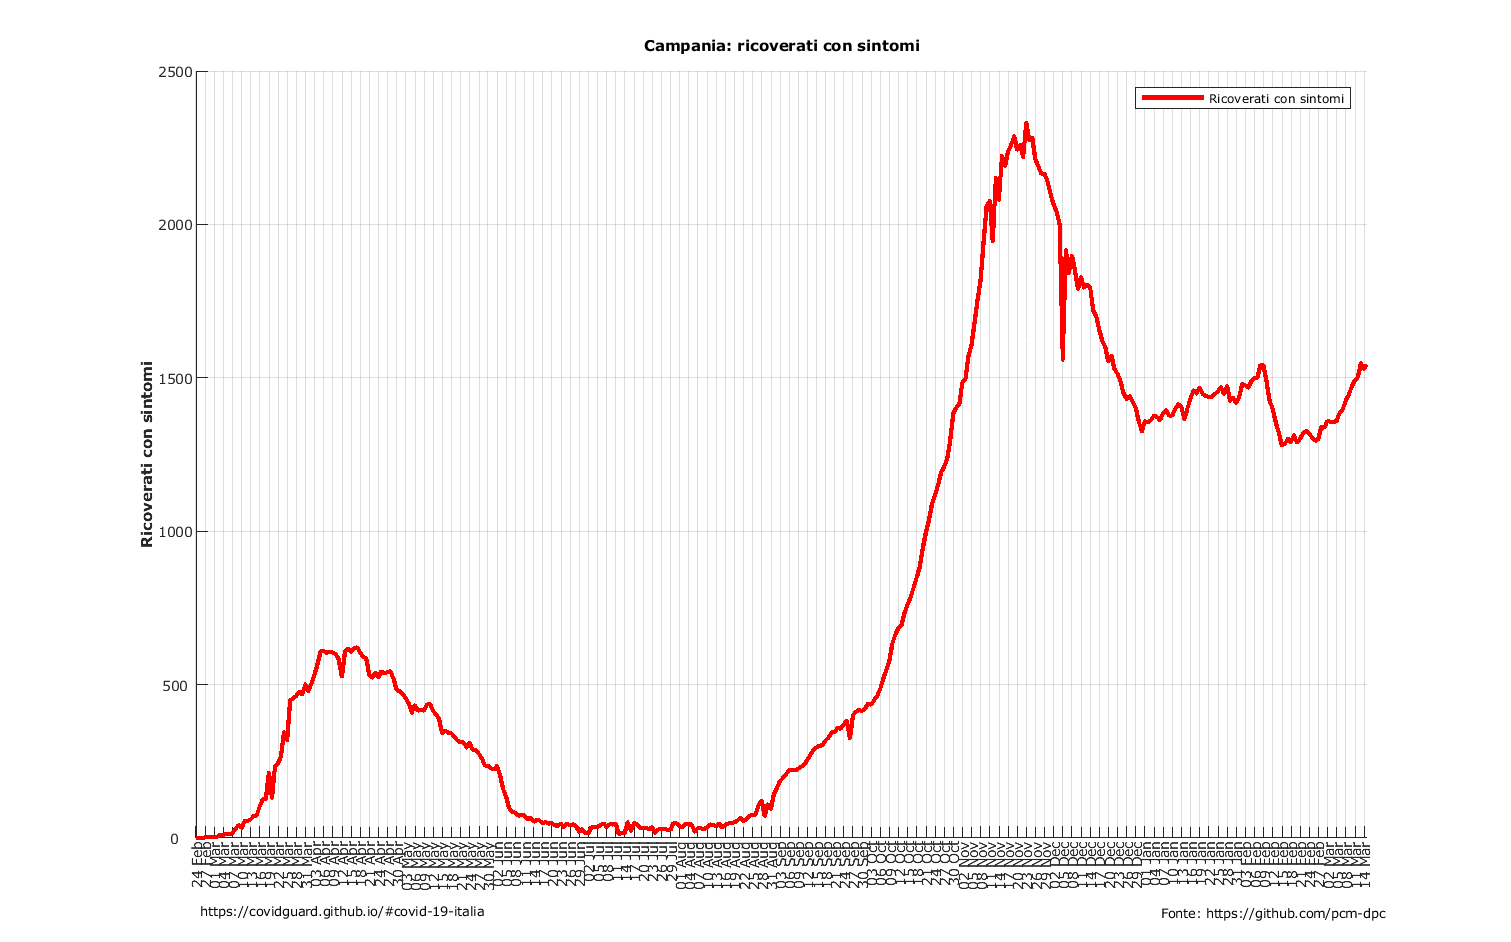 Campania: ricoverati con sintomi
Ricoverati con sintomi
Ricoverati con sintomi
2500
2000
1500
1000
500
0
24 Feb
27 Feb
01 Mar
04 Mar
07 Mar
10 Mar
13 Mar
16 Mar
19 Mar
22 Mar
25 Mar
28 Mar
31 Mar
03 Apr
06 Apr
09 Apr
12 Apr
15 Apr
18 Apr
21 Apr
24 Apr
27 Apr
30 Apr
03 May
06 May
09 May
12 May
15 May
18 May
21 May
24 May
27 May
30 May
02 Jun
05 Jun
08 Jun
11 Jun
14 Jun
17 Jun
20 Jun
23 Jun
26 Jun
29 Jun
02 Jul
05 Jul
08 Jul
11 Jul
14 Jul
17 Jul
20 Jul
23 Jul
26 Jul
29 Jul
01 Aug
04 Aug
07 Aug
10 Aug
13 Aug
16 Aug
19 Aug
22 Aug
25 Aug
28 Aug
31 Aug
03 Sep
06 Sep
09 Sep
12 Sep
15 Sep
18 Sep
21 Sep
24 Sep
27 Sep
30 Sep
03 Oct
06 Oct
09 Oct
12 Oct
15 Oct
18 Oct
21 Oct
24 Oct
27 Oct
30 Oct
02 Nov
05 Nov
08 Nov
11 Nov
14 Nov
17 Nov
20 Nov
23 Nov
26 Nov
29 Nov
02 Dec
05 Dec
08 Dec
11 Dec
14 Dec
17 Dec
20 Dec
23 Dec
26 Dec
29 Dec
01 Jan
04 Jan
07 Jan
10 Jan
13 Jan
16 Jan
19 Jan
22 Jan
25 Jan
28 Jan
31 Jan
03 Feb
06 Feb
09 Feb
12 Feb
15 Feb
18 Feb
21 Feb
24 Feb
27 Feb
02 Mar
05 Mar
08 Mar
11 Mar
14 Mar
https://covidguard.github.io/#covid-19-italia
Fonte: https://github.com/pcm-dpc